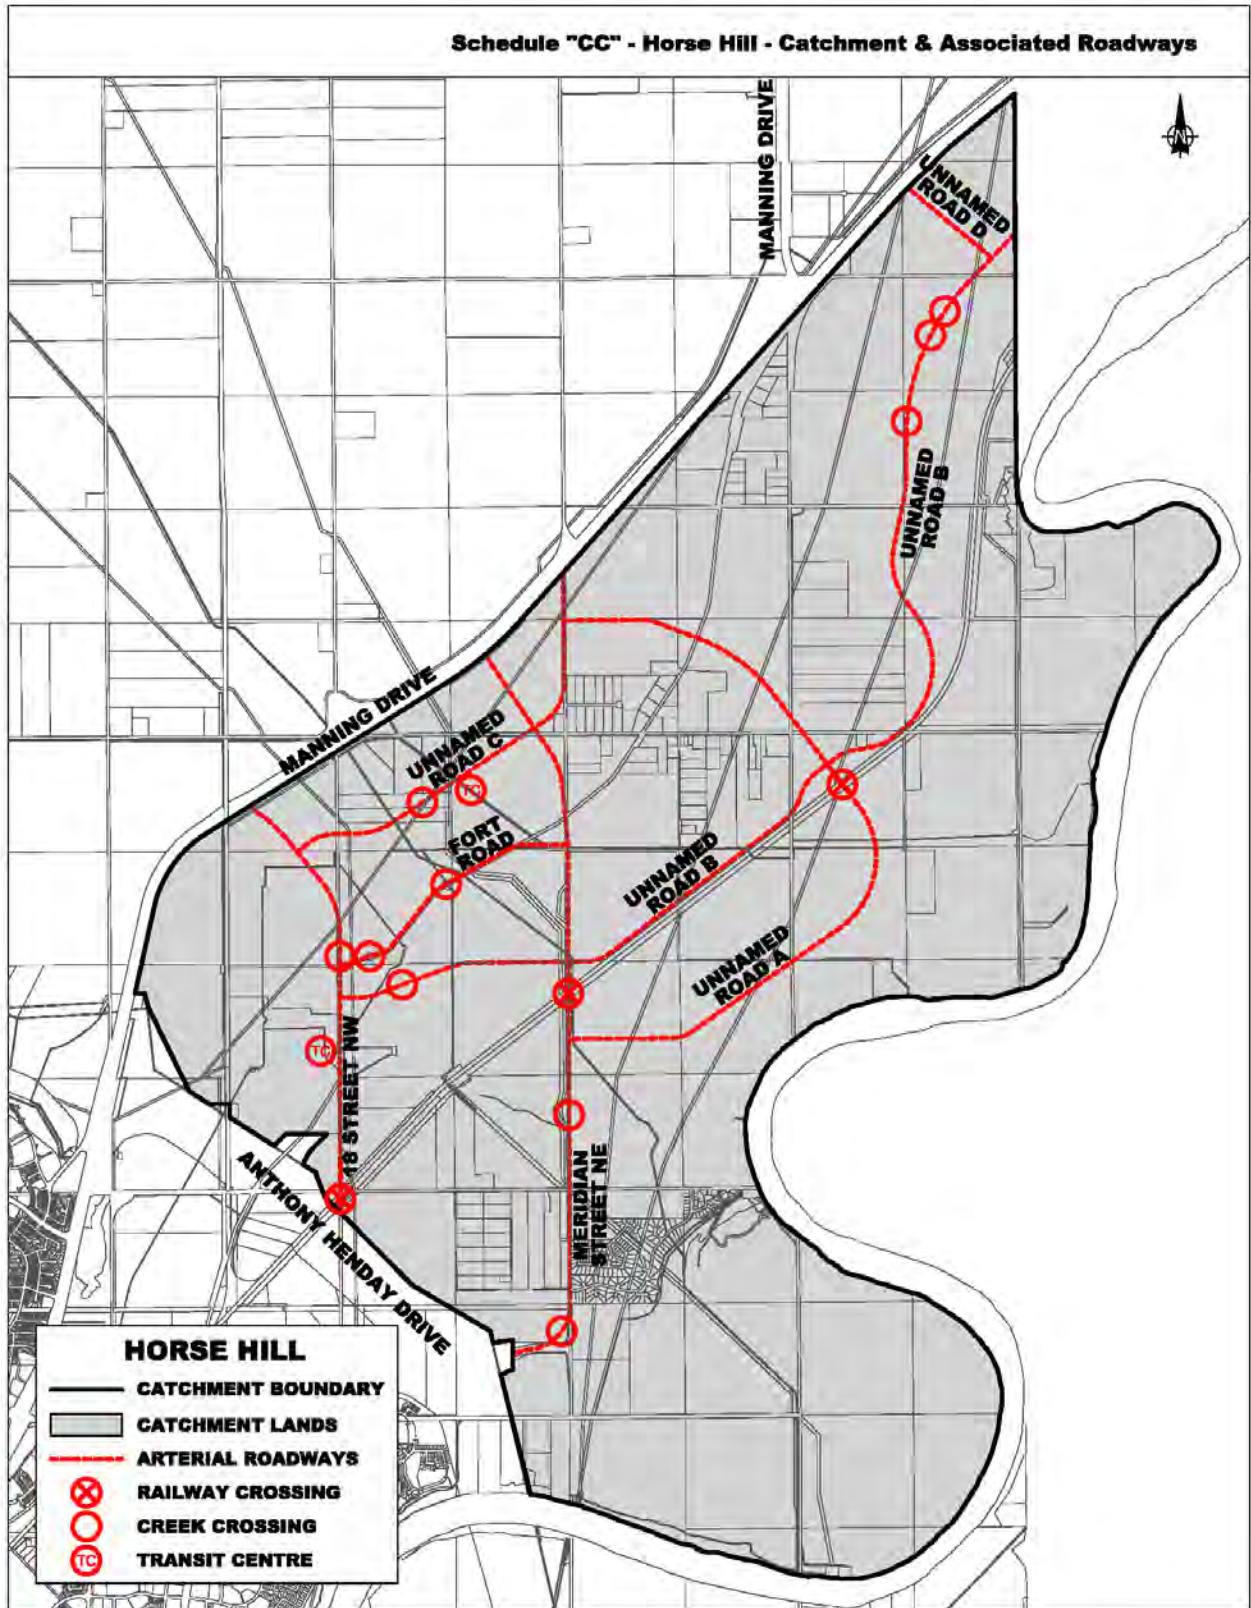 Schedule "CC" - Horse Hill - Catchment & Associated Roadways
MANNING DRIVE
N
UNNAMED
ROAD D
UNNAMED
ROAD B
MANNING DRIVE
UNNAMED
ROAD C
TC
FORT
ROAD
UNNAMED
ROAD B
UNNAMED
ROAD A
TC
18 STREET NW
MERIDIAN
STREET NE
ANTHONY HENDAY DRIVE
HORSE HILL
CATCHMENT BOUNDARY
CATCHMENT LANDS
ARTERIAL ROADWAYS
RAILWAY CROSSING
CREEK CROSSING
TC TRANSIT CENTRE